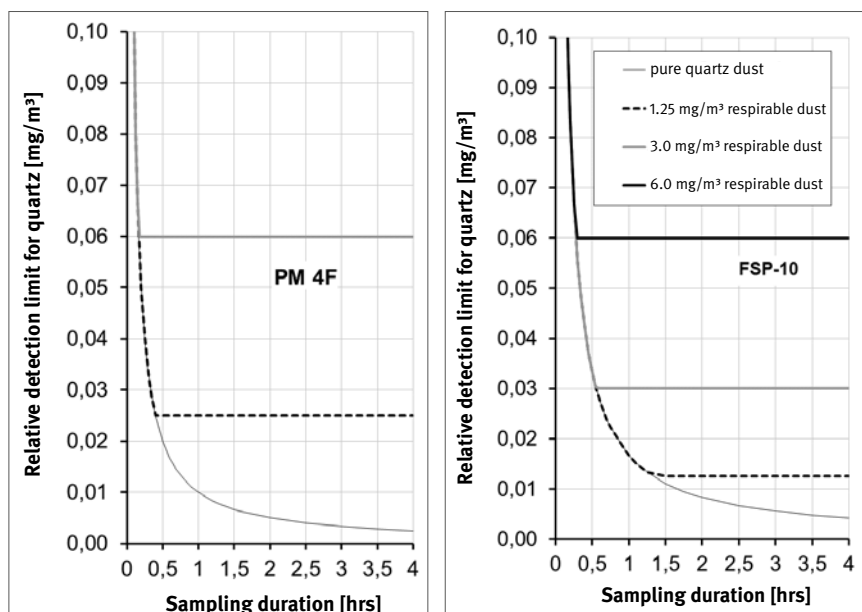 Relative detection limit for quartz [mg/m³]
0,10
0,09
0,08
0,07
0,06
0,05
0,04
0,03
0,02
0,01
0,00
PM 4F
0 0,5 1 1,5 2 2,5 3 3,5 4
Sampling duration [hrs]
Relative detection limit for quartz [mg/m³]
0,10
0,09
0,08
0,07
0,06
0,05
0,04
0,03
0,02
0,01
0,00
pure quartz dust
1.25 mg/m³ respirable dust
3.0 mg/m³ respirable dust
6.0 mg/m³ respirable dust
FSP-10
0 0,5 1 1,5 2 2,5 3 3,5 4
Sampling duration [hrs]